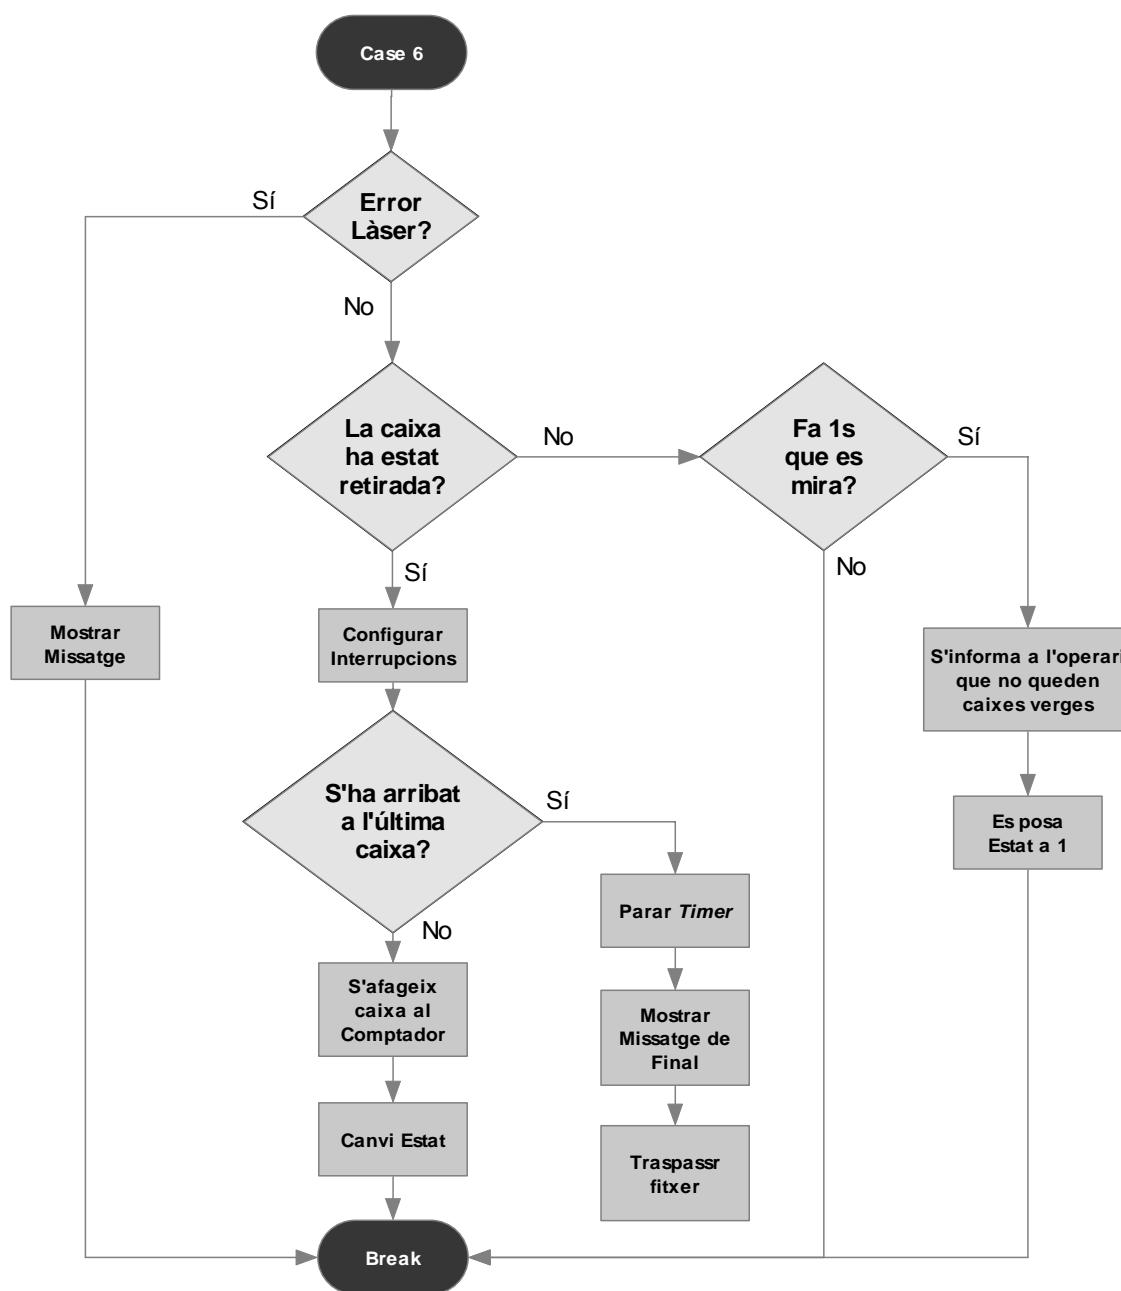 Case 6
Error
Làser?
Sí
No
La caixa
ha estat
retirada?
No
Fa 1s
que es
mira?
Sí
Sí
No
Mostrar
Missatge
Configurar
Interrupcions
S'informa a l'operari
que no queden
caixes verges
S'ha arribat
a l'última
caixa?
Sí
Es posa
Estat a 1
Parar Timer
No
S'afageix
caixa al
Comptador
Mostrar
Missatge de
Final
Canvi Estat
Traspassr
fitxer
Break